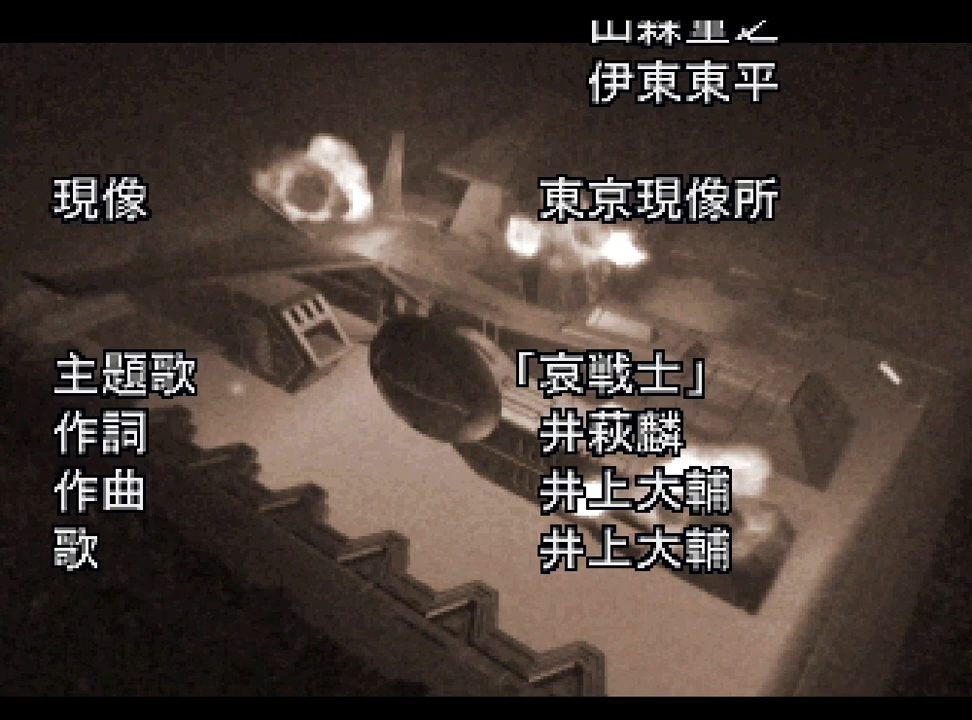 伊東東平
現像 東京現像所
主題歌 「哀戦士」
作詞 井荻麟
作曲 井上大輔
歌 井上大輔